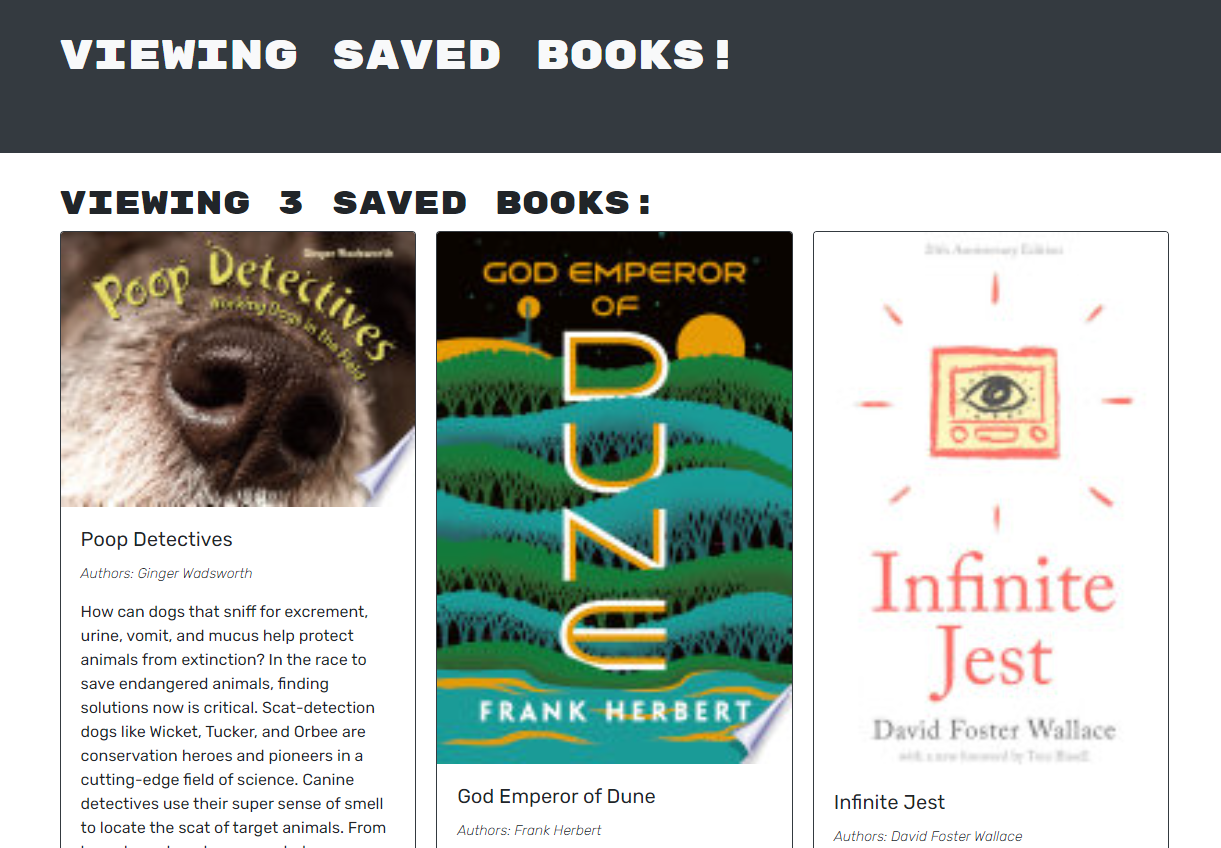 VIEWING SAVED BOOKS!
VIEWING 3 SAVED BOOKS:
Ginger Wadsworth
Poop Detectives
Working Dogs in the Field
Poop Detectives
Authors: Ginger Wadsworth
How can dogs that sniff for excrement,
urine, vomit, and mucus help protect
animals from extinction? In the race to
save endangered animals, finding
solutions now is critical. Scat-detection
dogs like Wicket, Tucker, and Orbee are
conservation heroes and pioneers in a
cutting-edge field of science. Canine
detectives use their super sense of smell
to locate the scat of target animals. From
GOD EMPEROR
OF
DUNE
FRANK HERBERT
God Emperor of Dune
Authors: Frank Herbert
20th Anniversary Edition
Infinite
Jest
David Foster Wallace
with a new foreword by Tom Bissell
Infinite Jest
Authors: David Foster Wallace